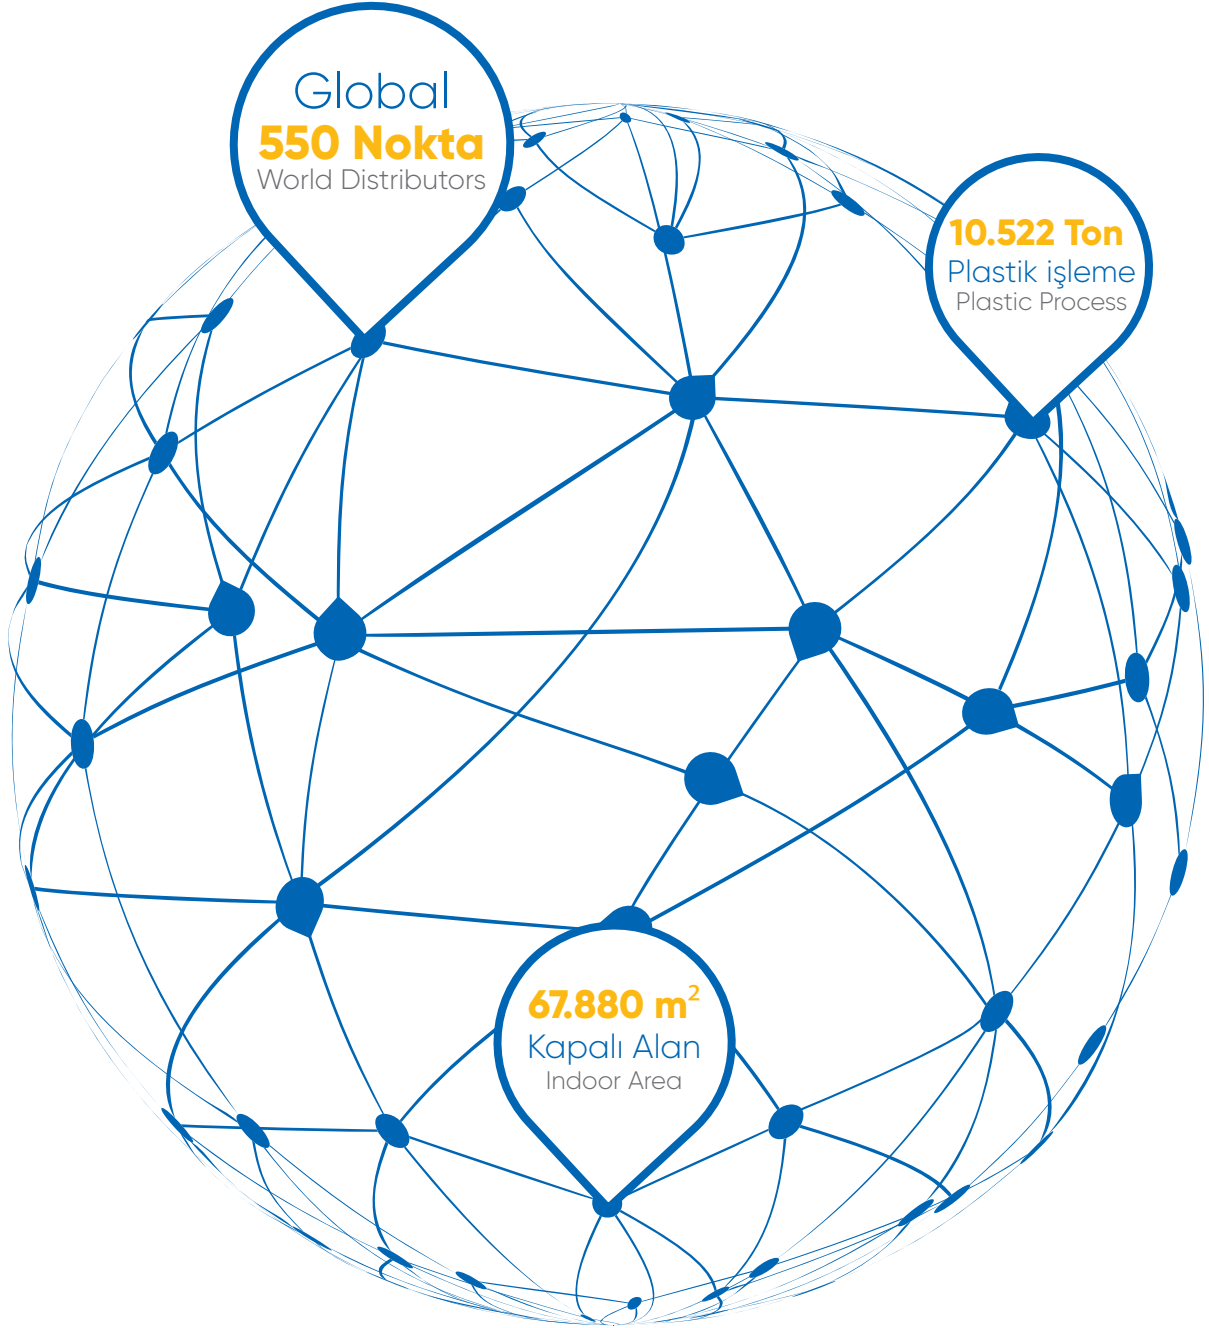 Global
550 Nokta
World Distributors
10.522 Ton
Plastik işleme
Plastic Process
67.880 m²
Kapalı Alan
Indoor Area